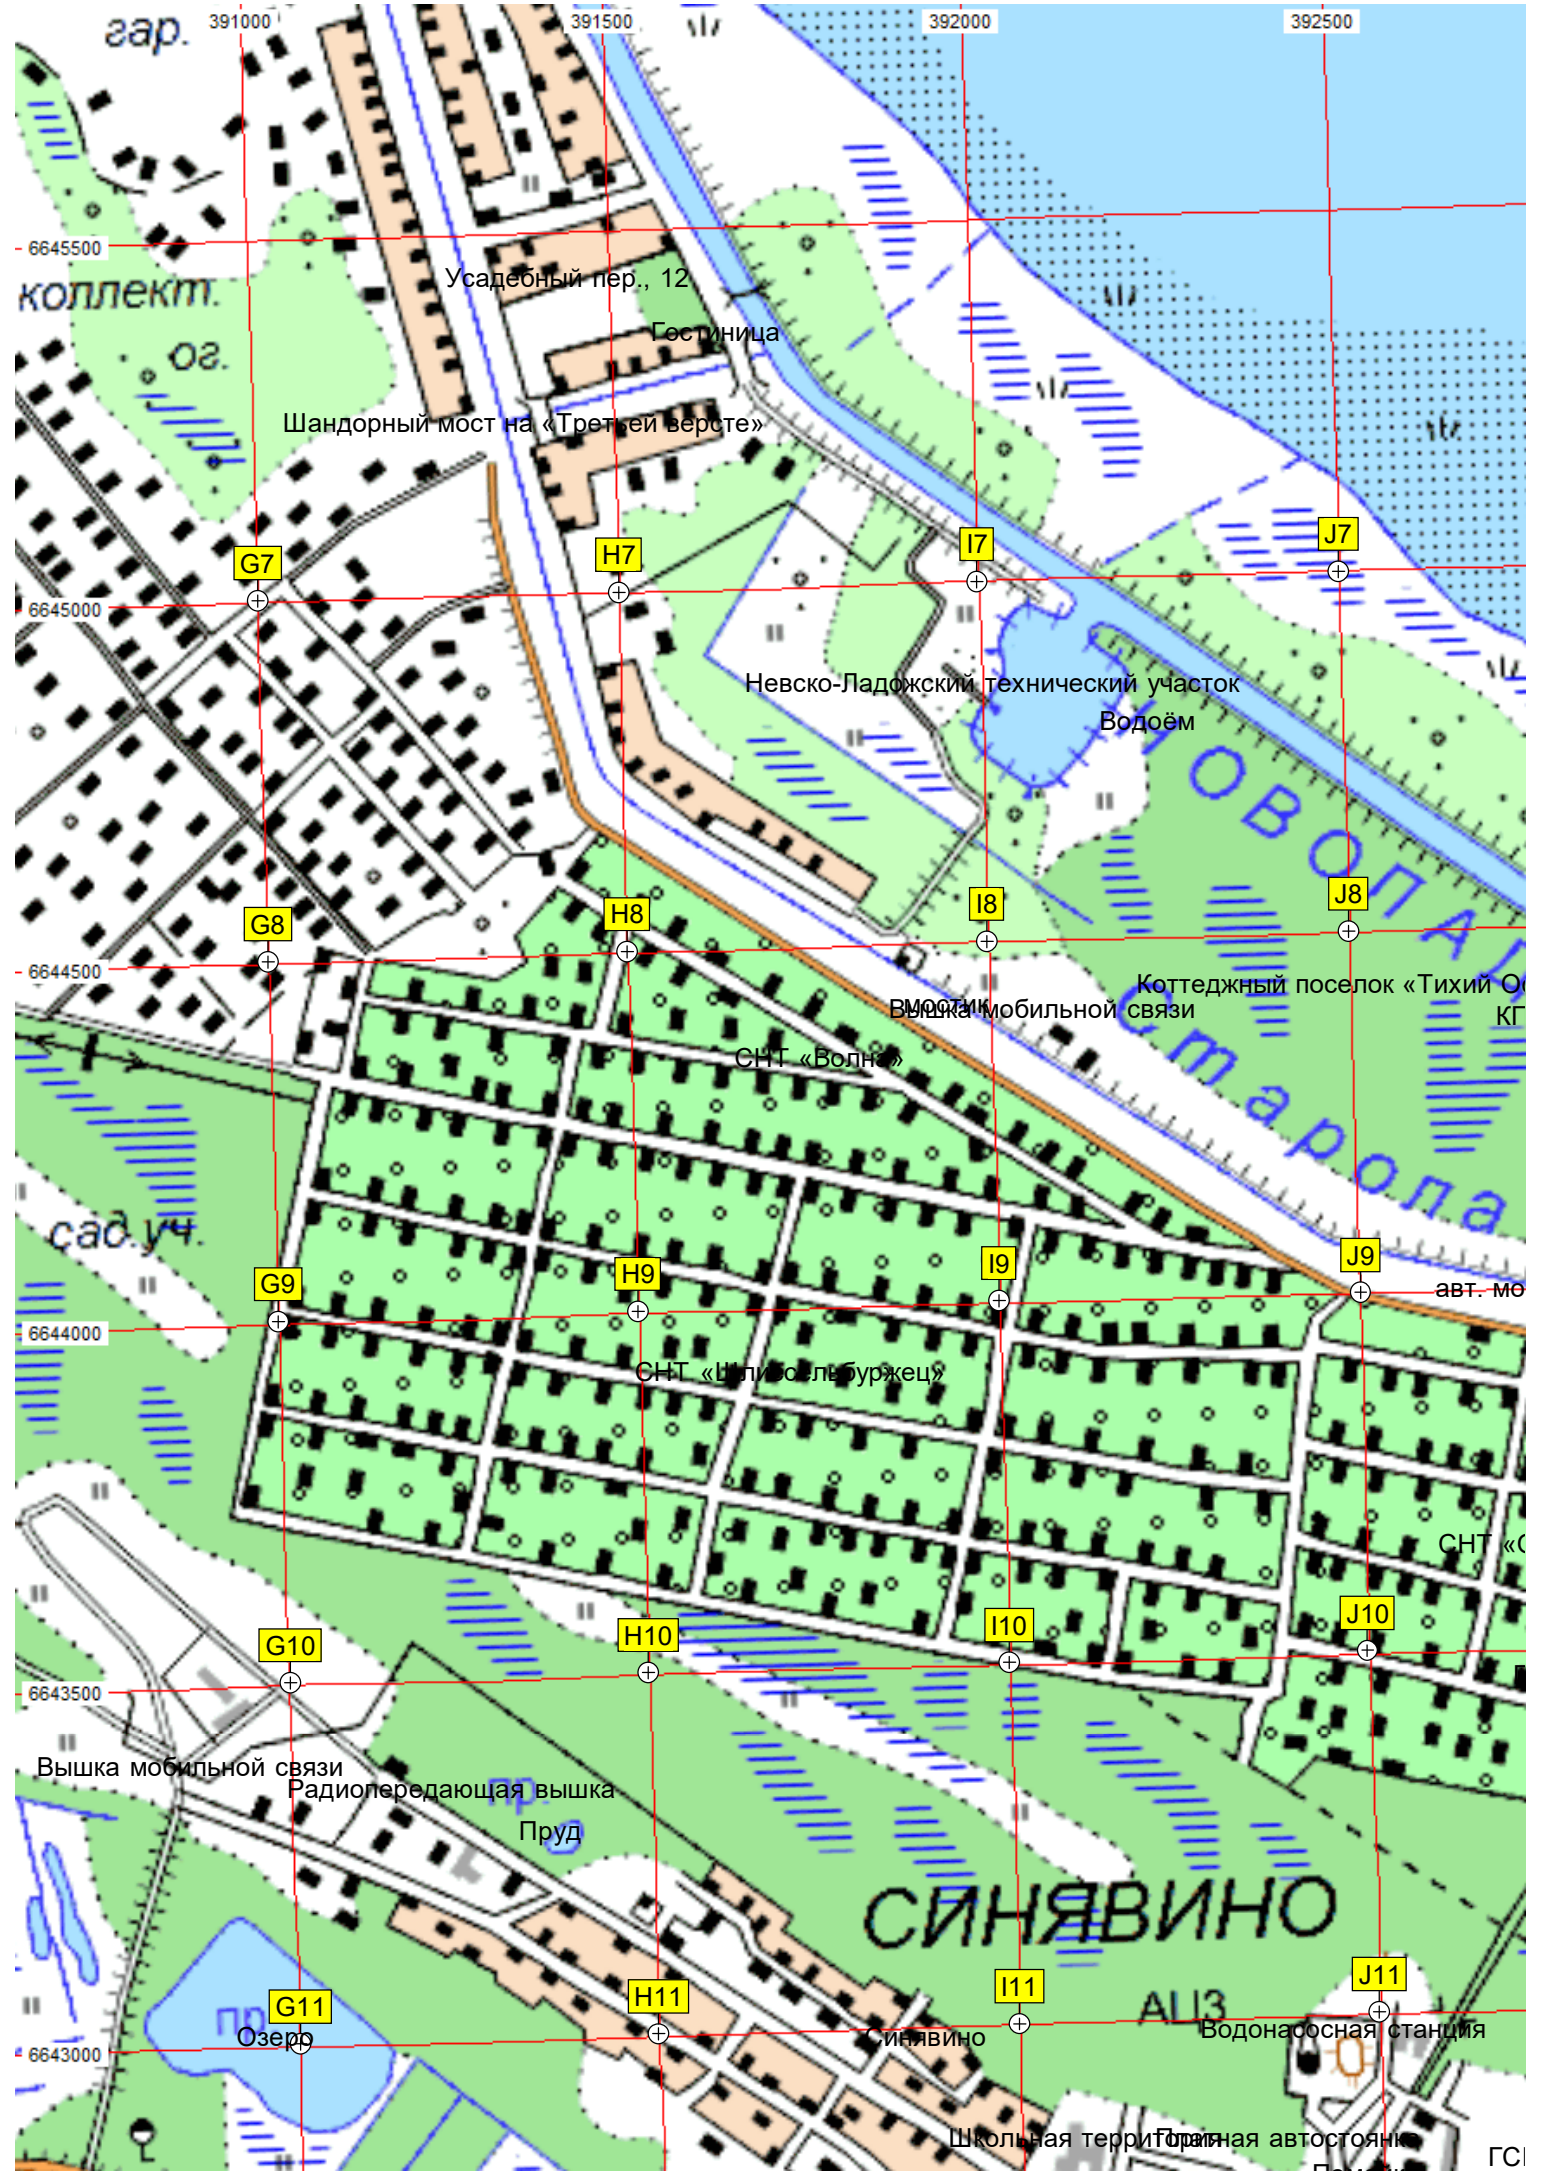 391000 391500 392000 392500
гар.
6645500
Усадебный пер., 12
коллект.
ог.
Гостиница
Шандорный мост на «Третьей версте»
G7 H7 I7 J7
6645000
Невско-Ладожский технический участок
Водоём
НОВОЛАД
G8 H8 I8 J8
6644500
Коттеджный поселок «Тихий
мостик
Вышка мобильной связи
КГ
СНТ «Волна»
Старола
сад.уч.
G9 H9 I9 J9
авт. мо
6644000
СНТ «Шлиссельбуржец»
СНТ «
G10 H10 I10 J10
6643500
Вышка мобильной связи
Радиопередающая вышка
пр.
Пруд
СИНЯВИНО
G11 H11 I11 J11
АЦЗ
пр.
Озеро
Синявино
Водонасосная станция
6643000
Школьная территория
Платная автостоянка
ГС